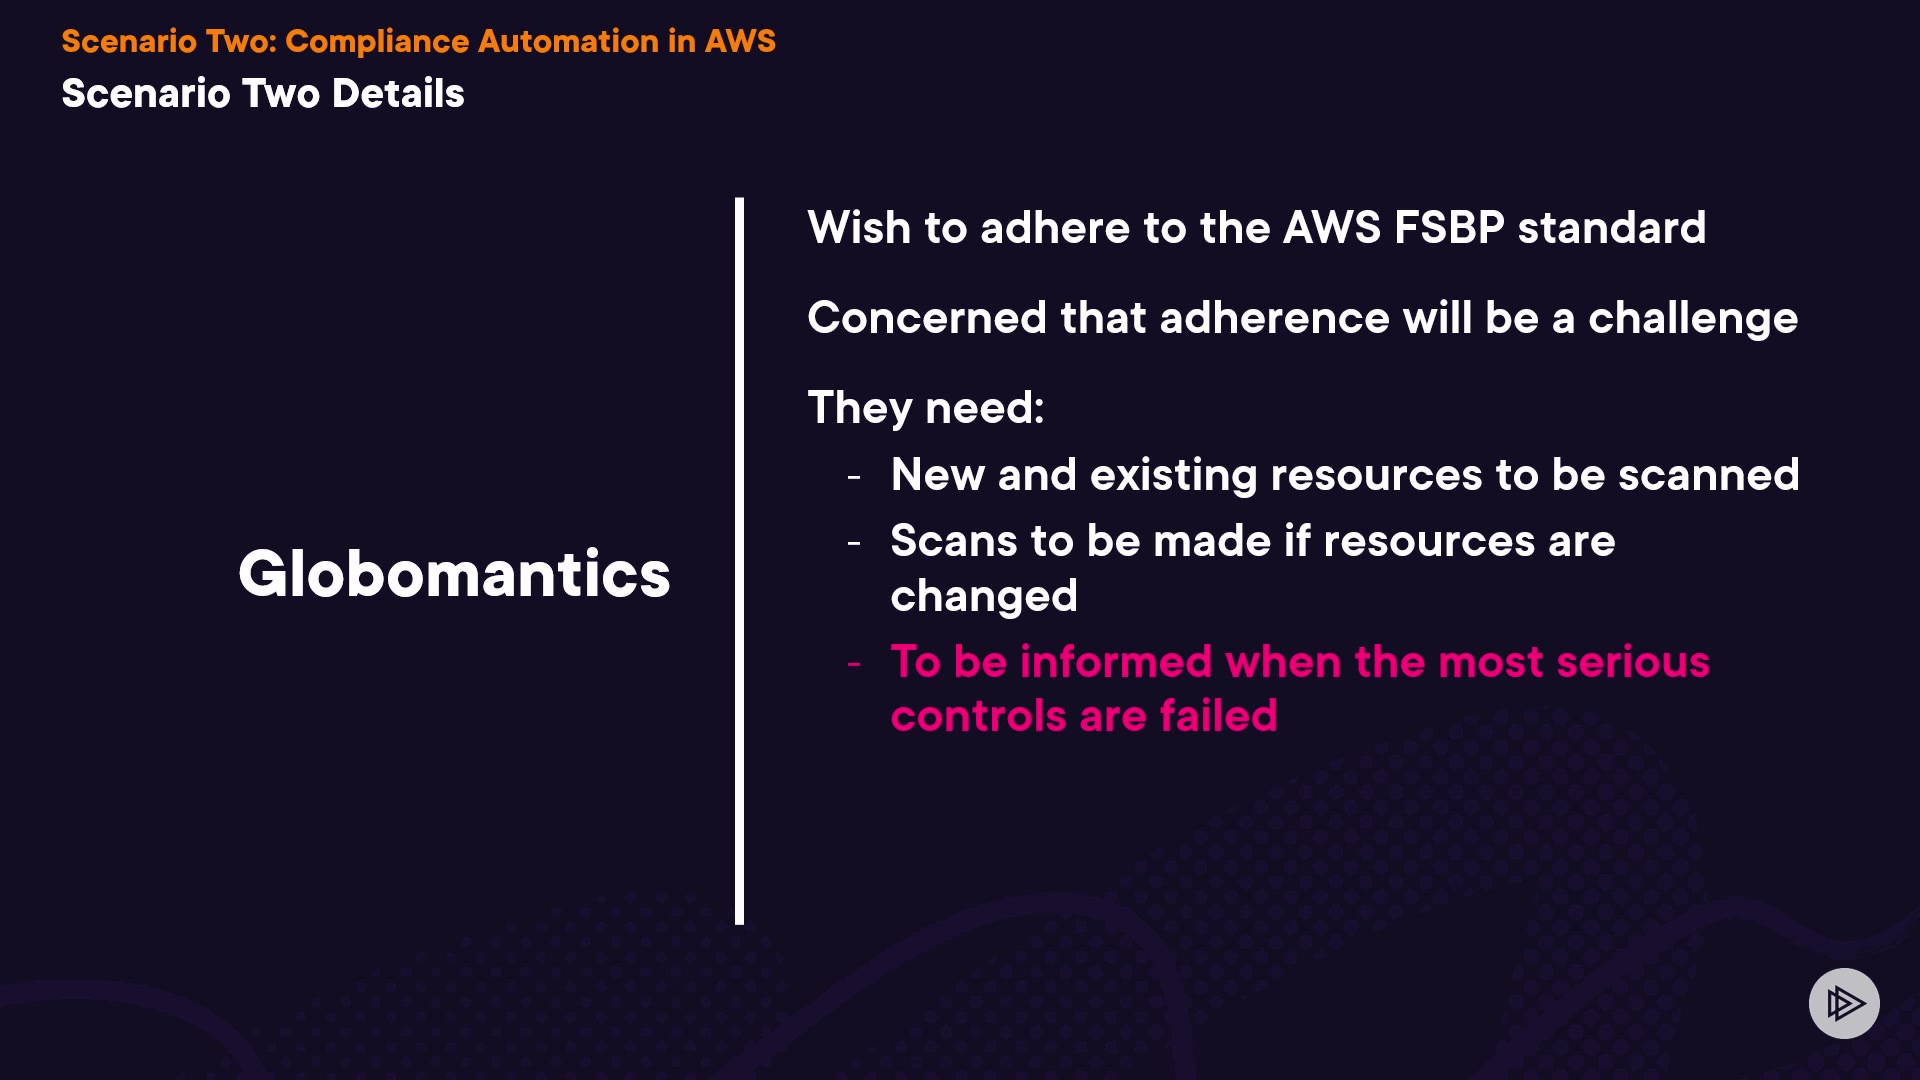 Scenario Two: Compliance Automation in AWS
Scenario Two Details
Globomantics
Wish to adhere to the AWS FSBP standard
Concerned that adherence will be a challenge
They need:
- New and existing resources to be scanned
- Scans to be made if resources are
changed
- To be informed when the most serious
controls are failed